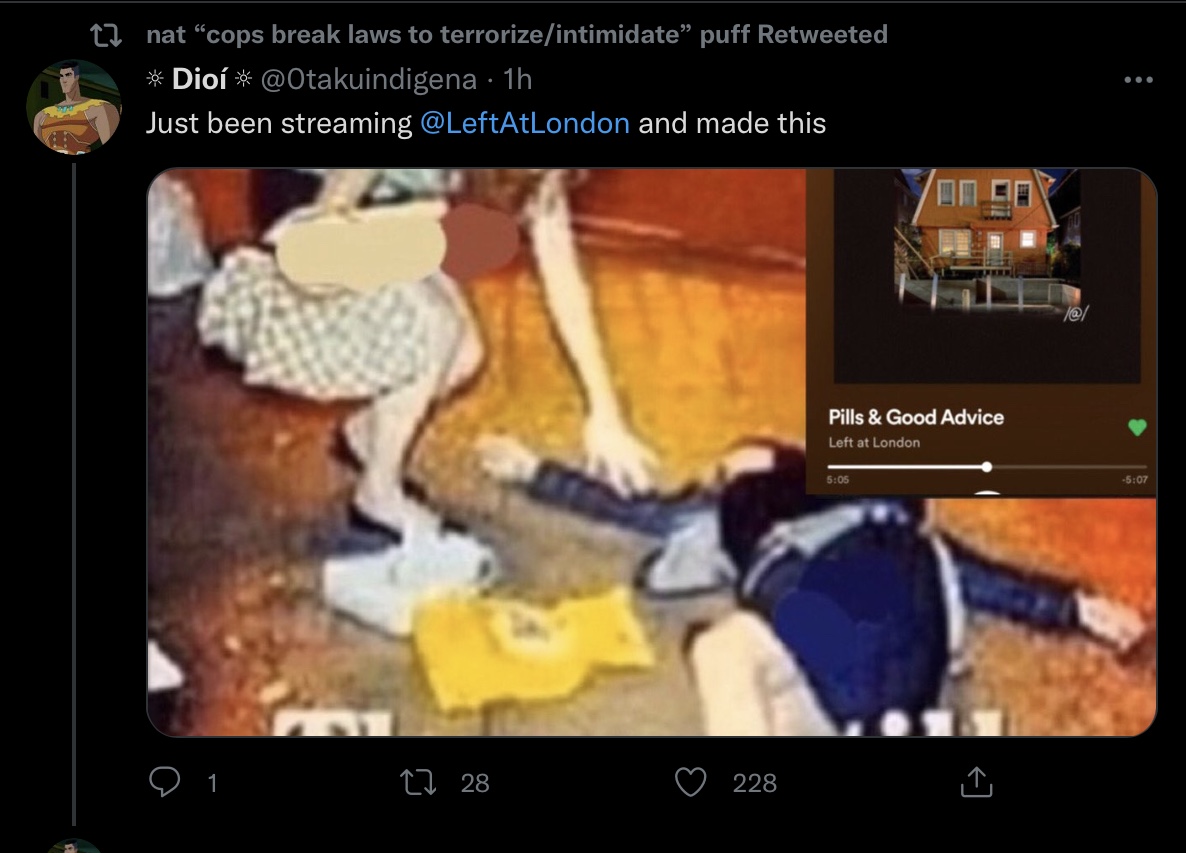 nat “cops break laws to terrorize/intimidate” puff Retweeted
☼ Dioí ☼ @0takuindigena · 1h
Just been streaming @LeftAtLondon and made this
/@/
Pills & Good Advice
Left at London
5:05 -5:07
1 28 228